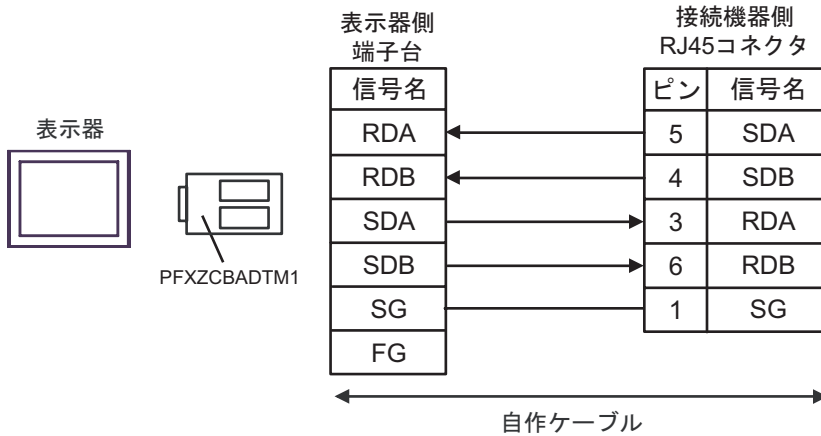 表示器側
端子台
接続機器側
RJ45コネクタ
信号名
ピン 信号名
表示器
RDA
5 SDA
RDB
4 SDB
SDA
3 RDA
SDB
6 RDB
PFXZCBADTM1
SG
1 SG
FG
自作ケーブル